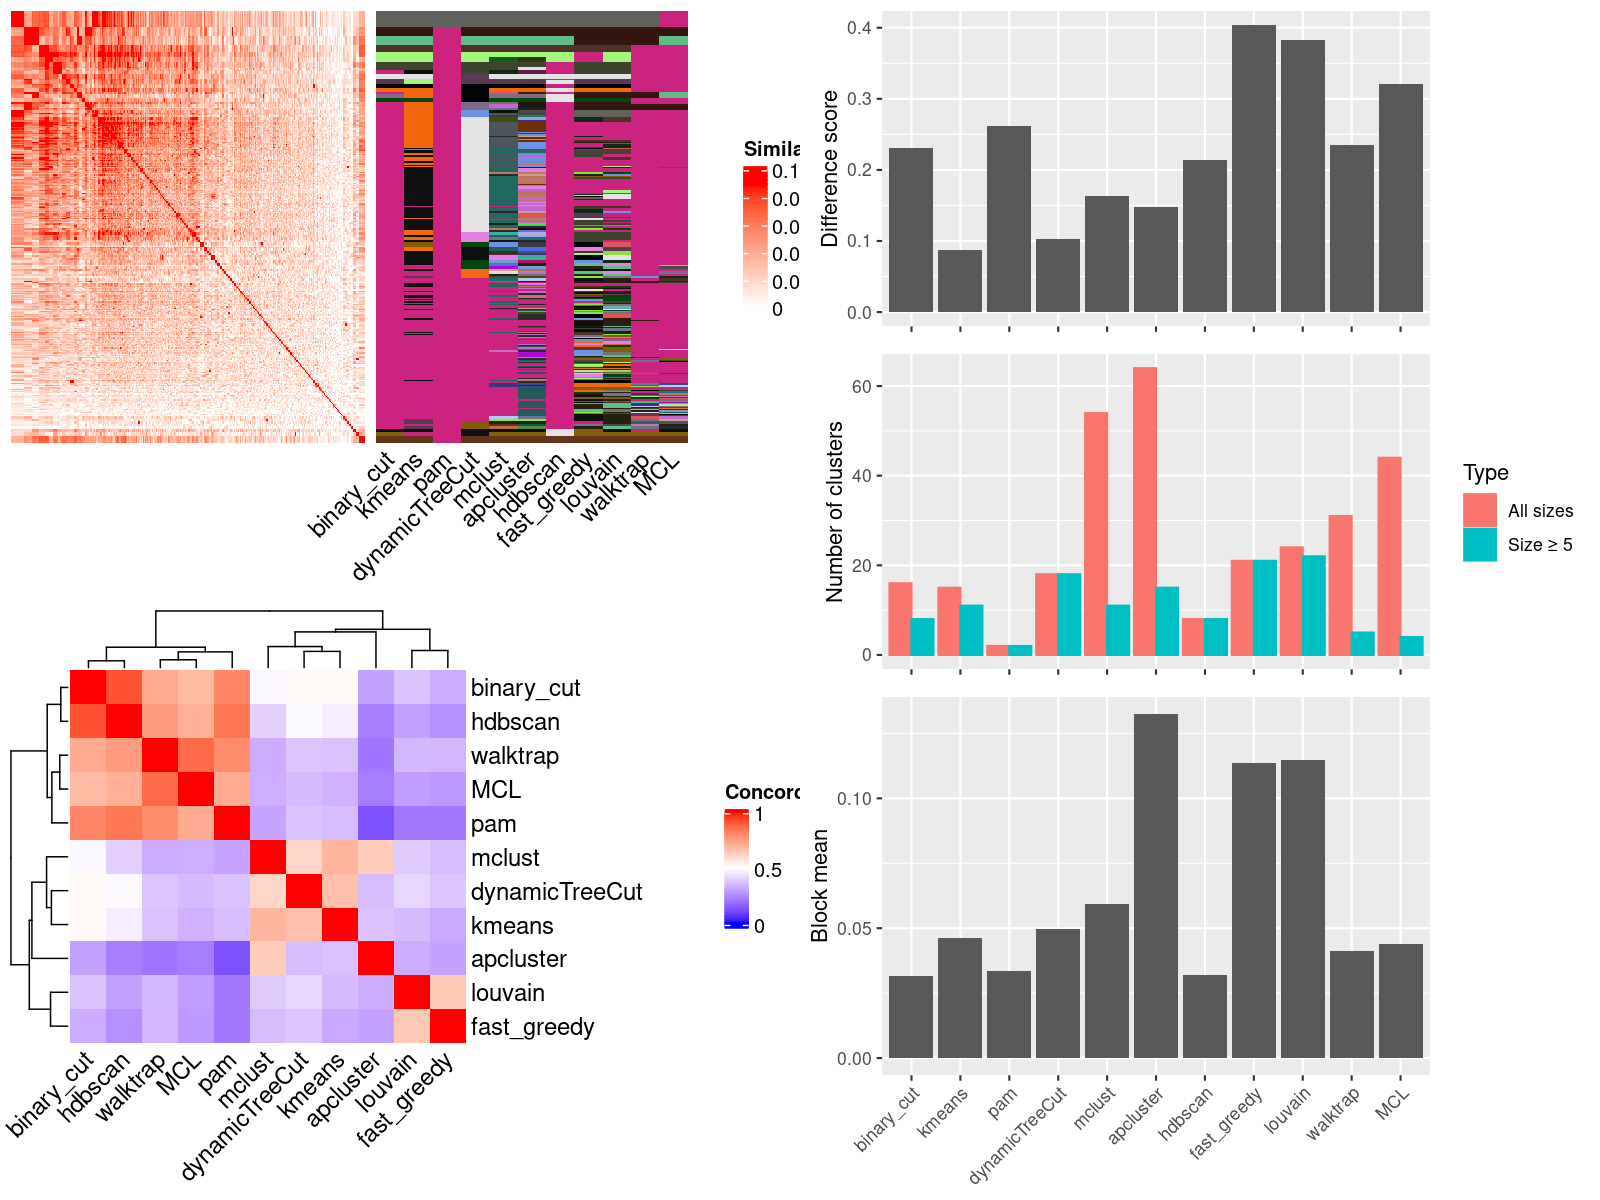 Simila
0.1
0.0
0.0
0.0
0.0
0
binary_cut
kmeans
pam
dynamicTreeCut
mclust
apcluster
hdbscan
fast_greedy
louvain
walktrap
MCL
binary_cut
hdbscan
walktrap
MCL
pam
mclust
dynamicTreeCut
kmeans
apcluster
louvain
fast_greedy
binary_cut
hdbscan
walktrap
MCL
pam
mclust
dynamicTreeCut
kmeans
apcluster
louvain
fast_greedy
Concord
1
0.5
0
Difference score
0.4
0.3
0.2
0.1
0.0
Number of clusters
60
40
20
0
Type
All sizes
Size ≥ 5
Block mean
0.10
0.05
0.00
binary_cut
kmeans
pam
dynamicTreeCut
mclust
apcluster
hdbscan
fast_greedy
louvain
walktrap
MCL